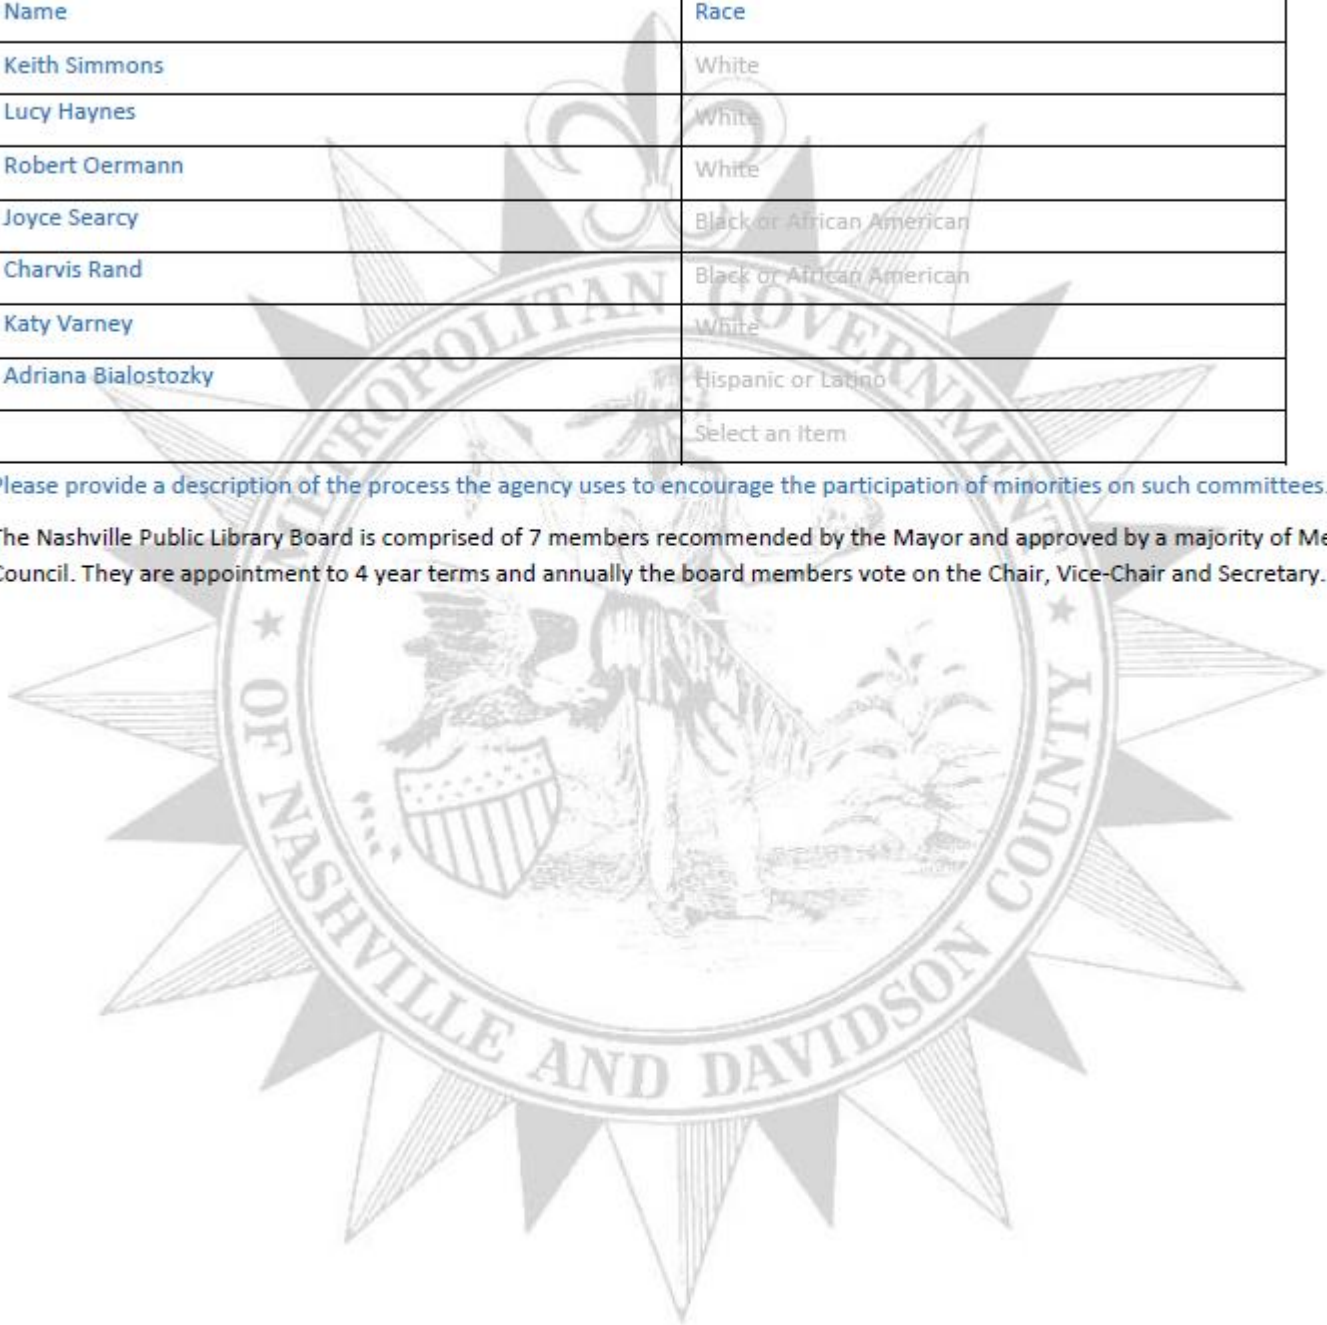 Name Race
Keith Simmons White
Lucy Haynes White
Robert Oermann White
Joyce Searcy Black or African American
Charvis Rand Black or African American
Katy Varney White
Adriana Bialostozky Hispanic or Latino
Select an Item
Please provide a description of the process the agency uses to encourage the participation of minorities on such committees.
The Nashville Public Library Board is comprised of 7 members recommended by the Mayor and approved by a majority of Me
Council. They are appointment to 4 year terms and annually the board members vote on the Chair, Vice-Chair and Secretary.
METROPOLITAN GOVERNMENT
OF NASHVILLE AND DAVIDSON COUNTY